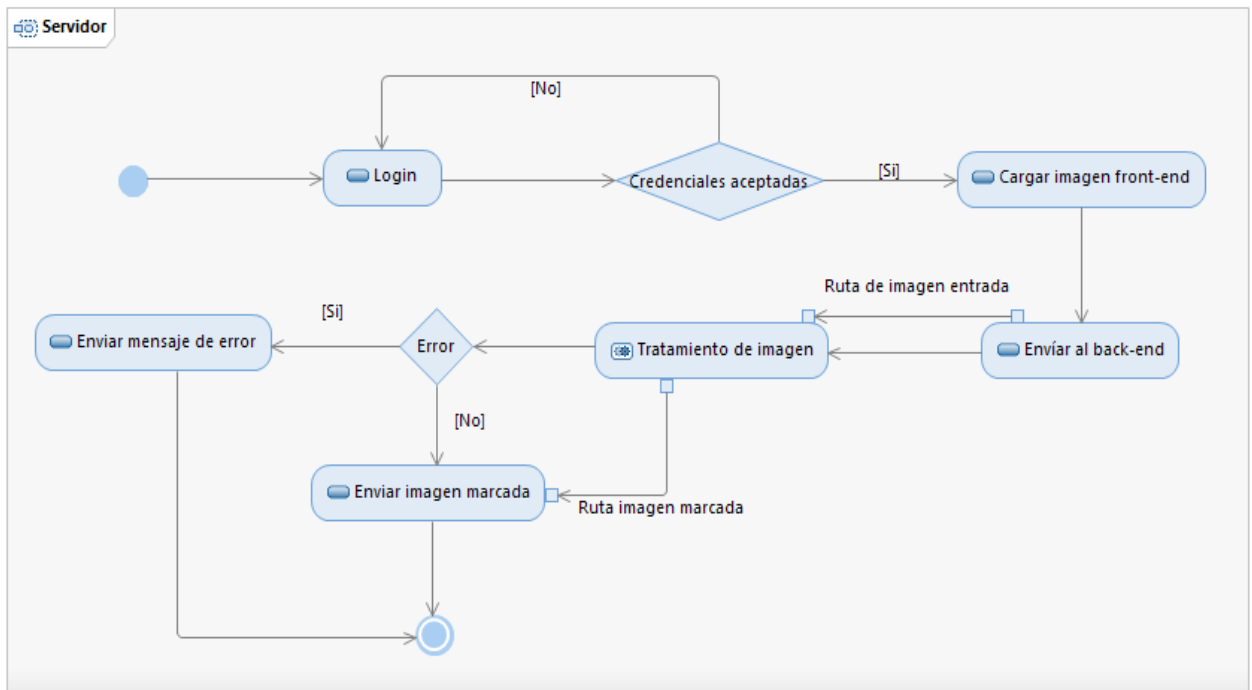 Servidor
[No]
Login
Credenciales aceptadas
[Si]
Cargar imagen front-end
Ruta de imagen entrada
[Si]
Enviar mensaje de error
Error
Tratamiento de imagen
Envíar al back-end
[No]
Enviar imagen marcada
Ruta imagen marcada